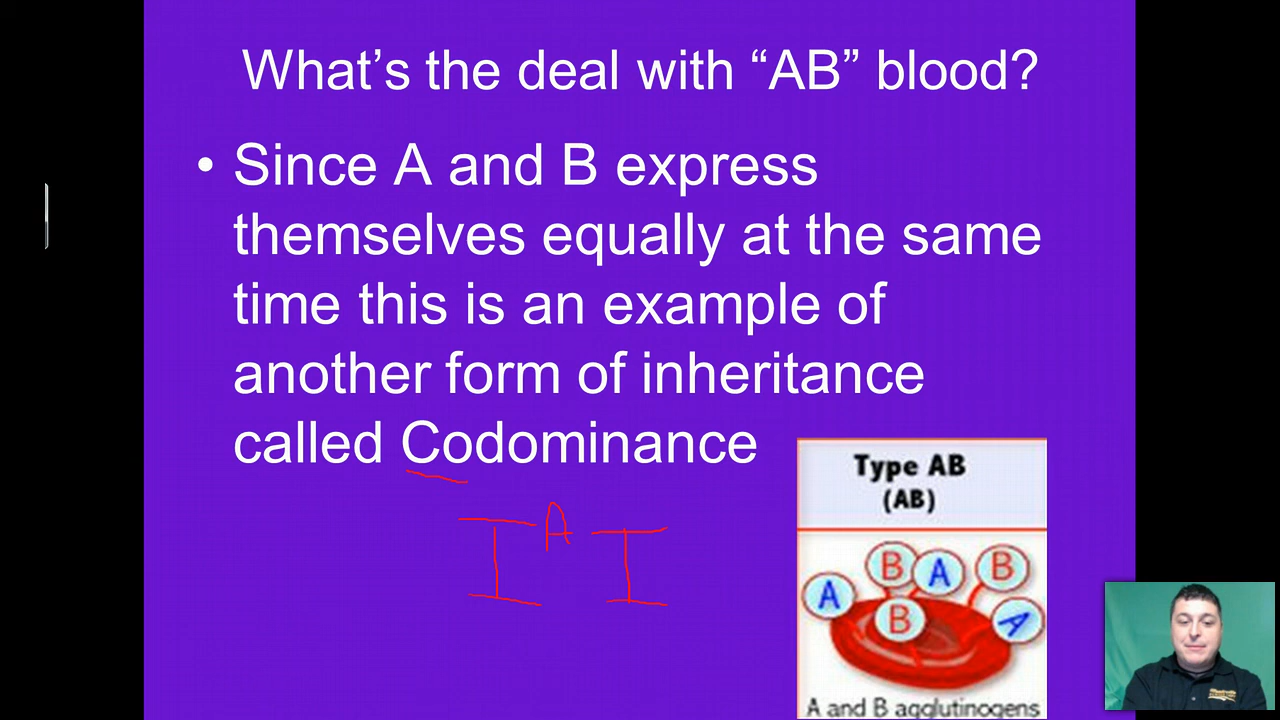 What's the deal with “AB” blood?
• Since A and B express
themselves equally at the same
time this is an example of
another form of inheritance
called Codominance
I A I
Type AB
(AB)
A B A B
B A
A and B agglutinogens